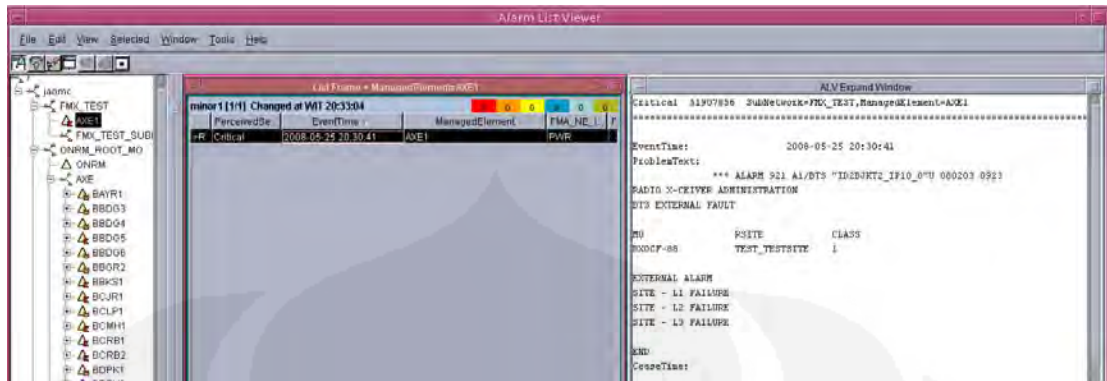 Alarm List Viewer
File Edit View Selected Window Tools Help
jaomc
FMX_TEST
AXE1
FMX_TEST_SUB
ONRM_ROOT_MO
ONRM
AXE
BAYR1
BBDG3
BBDG4
BBDG5
BBDG6
BBGR2
BBKS1
BCJR1
BCLP1
BCMH1
BCRB1
BCRB2
BDPK1
List Frame - ManagedElement=AXE1
minor1 [1/1] Changed at WIT 20:33:04
0 0 0 0
PerceivedSe... EventTime ManagedElement FMA_NE_L... F
R Critical 2008-05-25 20:30:41 AXE1 PWR
ALV Expand Window
Critical 31907836 SubNetwork=FMX_TEST,ManagedElement=AXE1
EventTime: 2008-05-25 20:30:41
ProblemText:
*** ALARM 921 A1/BTS "ID2BJKT2_IP10_0"U 080203 0923
RADIO X-CEIVER ADMINISTRATION
BTS EXTERNAL FAULT
MO RSITE CLASS
RXOCF-88 TEST_TESTSITE 1
EXTERNAL ALARM
SITE - L1 FAILURE
SITE - L2 FAILURE
SITE - L3 FAILURE
END
CeaseTime: